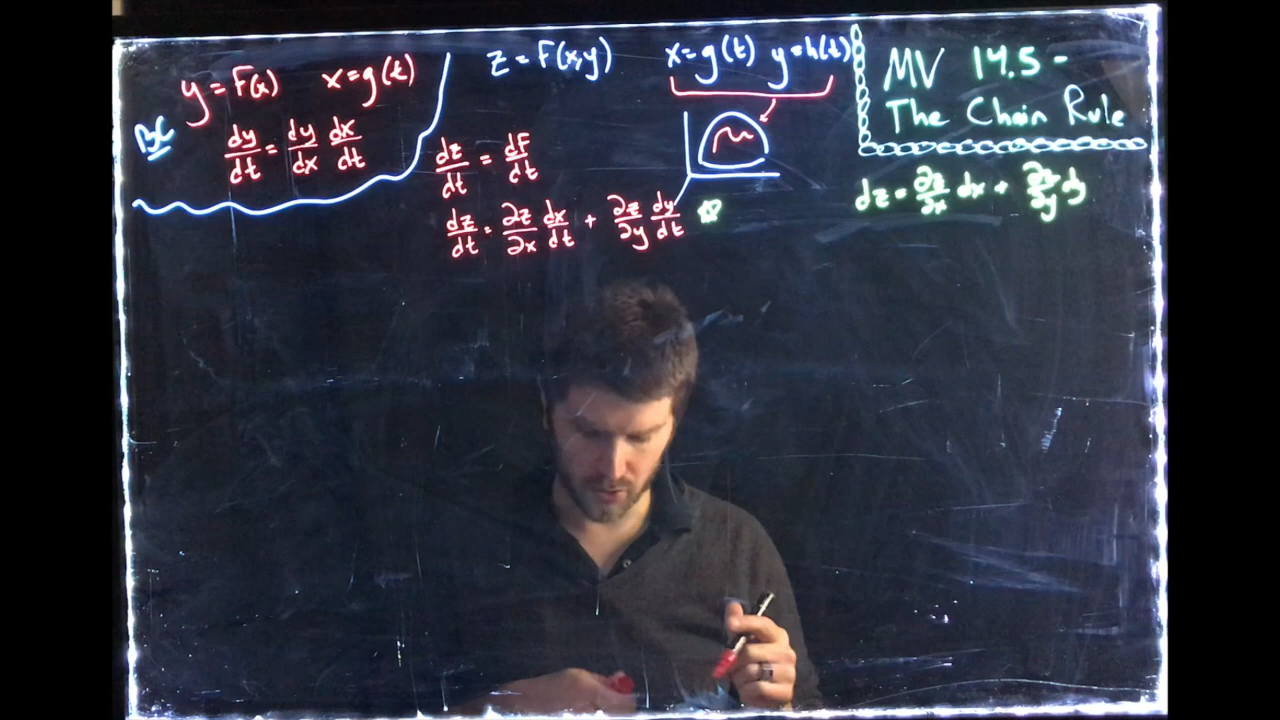 y = F(x) x = g(t)
BC
dy/dt = dy/dx dx/dt
z = F(x,y) x = g(t) y = h(t)
dz/dt = dF/dt
dz/dt = ∂z/∂x dx/dt + ∂z/∂y dy/dt
MV 14.5 -
The Chain Rule
dz = ∂z/∂x dx + ∂z/∂y dy